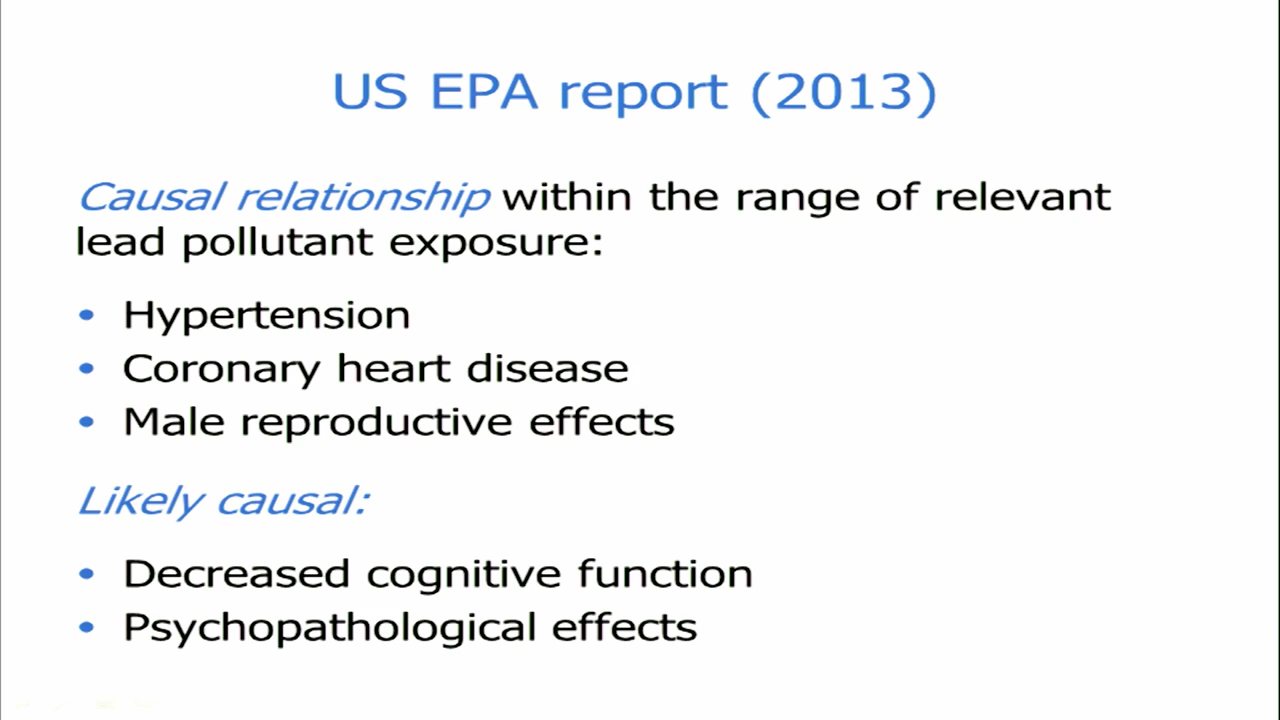 US EPA report (2013)
Causal relationship within the range of relevant
lead pollutant exposure:
• Hypertension
• Coronary heart disease
• Male reproductive effects
Likely causal:
• Decreased cognitive function
• Psychopathological effects